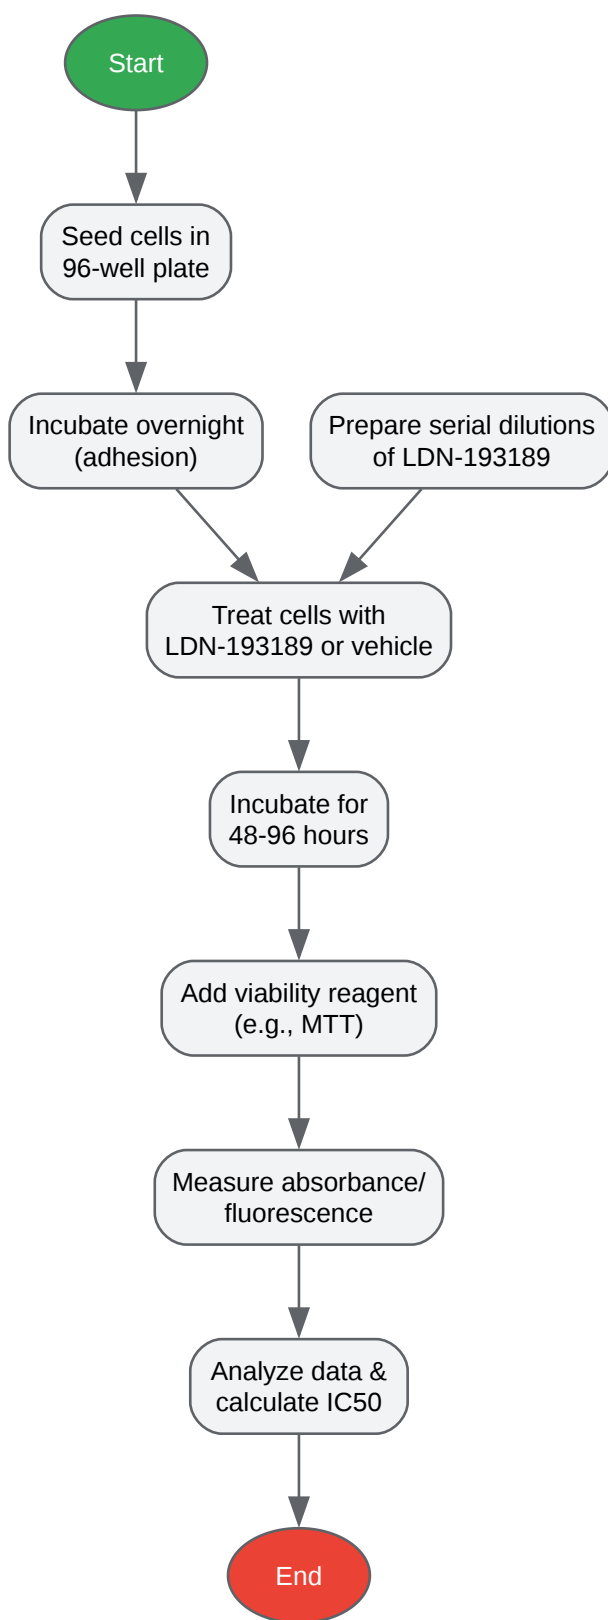 Start
Seed cells in
96-well plate
Incubate overnight
(adhesion)
Prepare serial dilutions
of LDN-193189
Treat cells with
LDN-193189 or vehicle
Incubate for
48-96 hours
Add viability reagent
(e.g., MTT)
Measure absorbance/
fluorescence
Analyze data &
calculate IC50
End